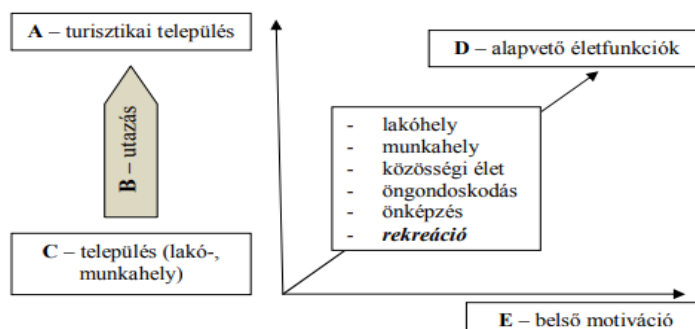 A – turisztikai település
D – alapvető életfunkciók
B – utazás
- lakóhely
- munkahely
- közösségi élet
- öngondoskodás
- önképzés
- rekreáció
C – település (lakó-,
munkahely)
E – belső motiváció